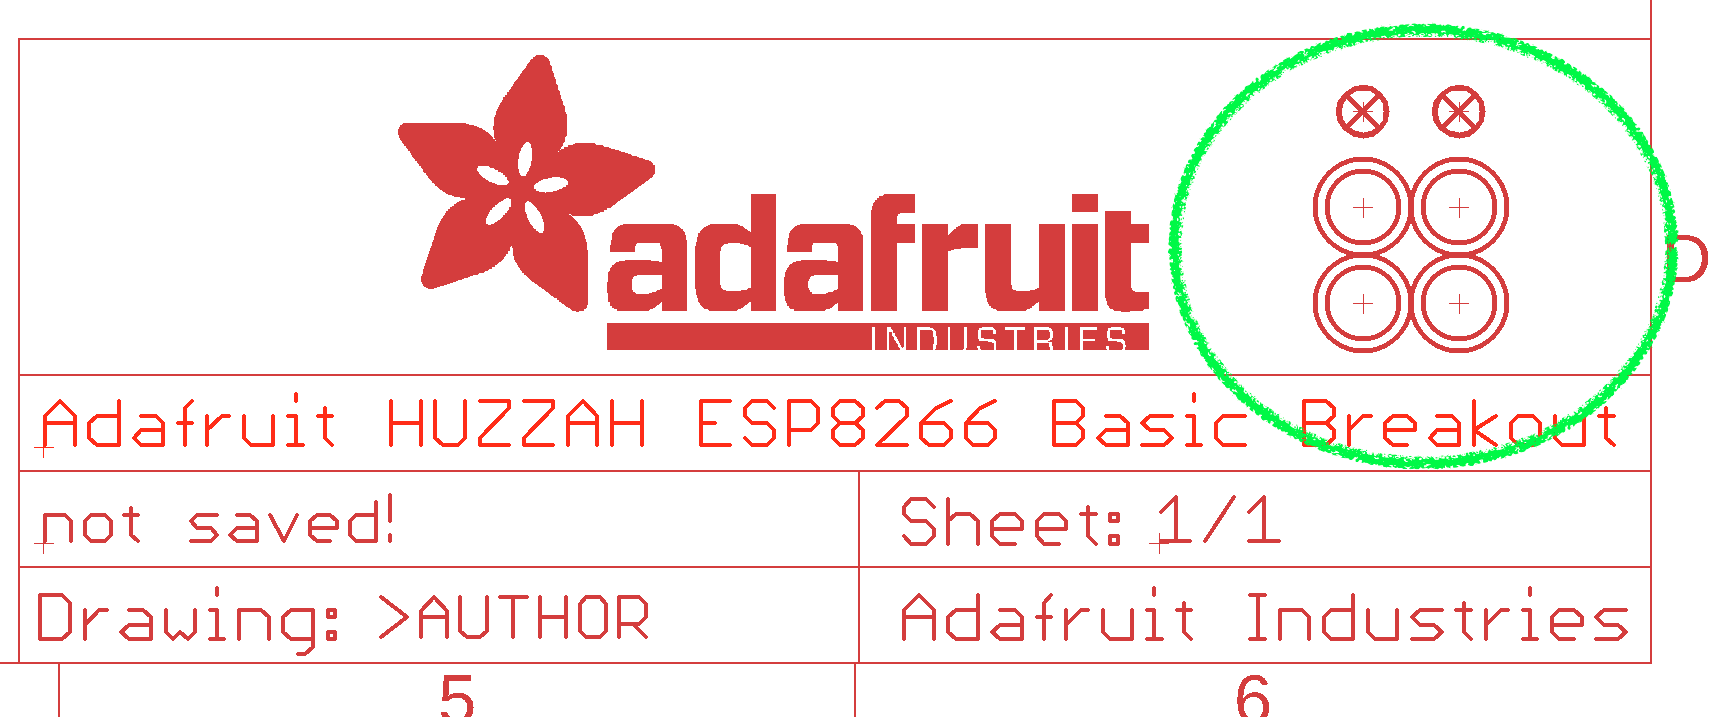 adafruit
INDUSTRIES
Adafruit HUZZAH ESP8266 Basic Breakout
not saved!
Sheet: 1/1
Drawing: >AUTHOR
Adafruit Industries
5
6